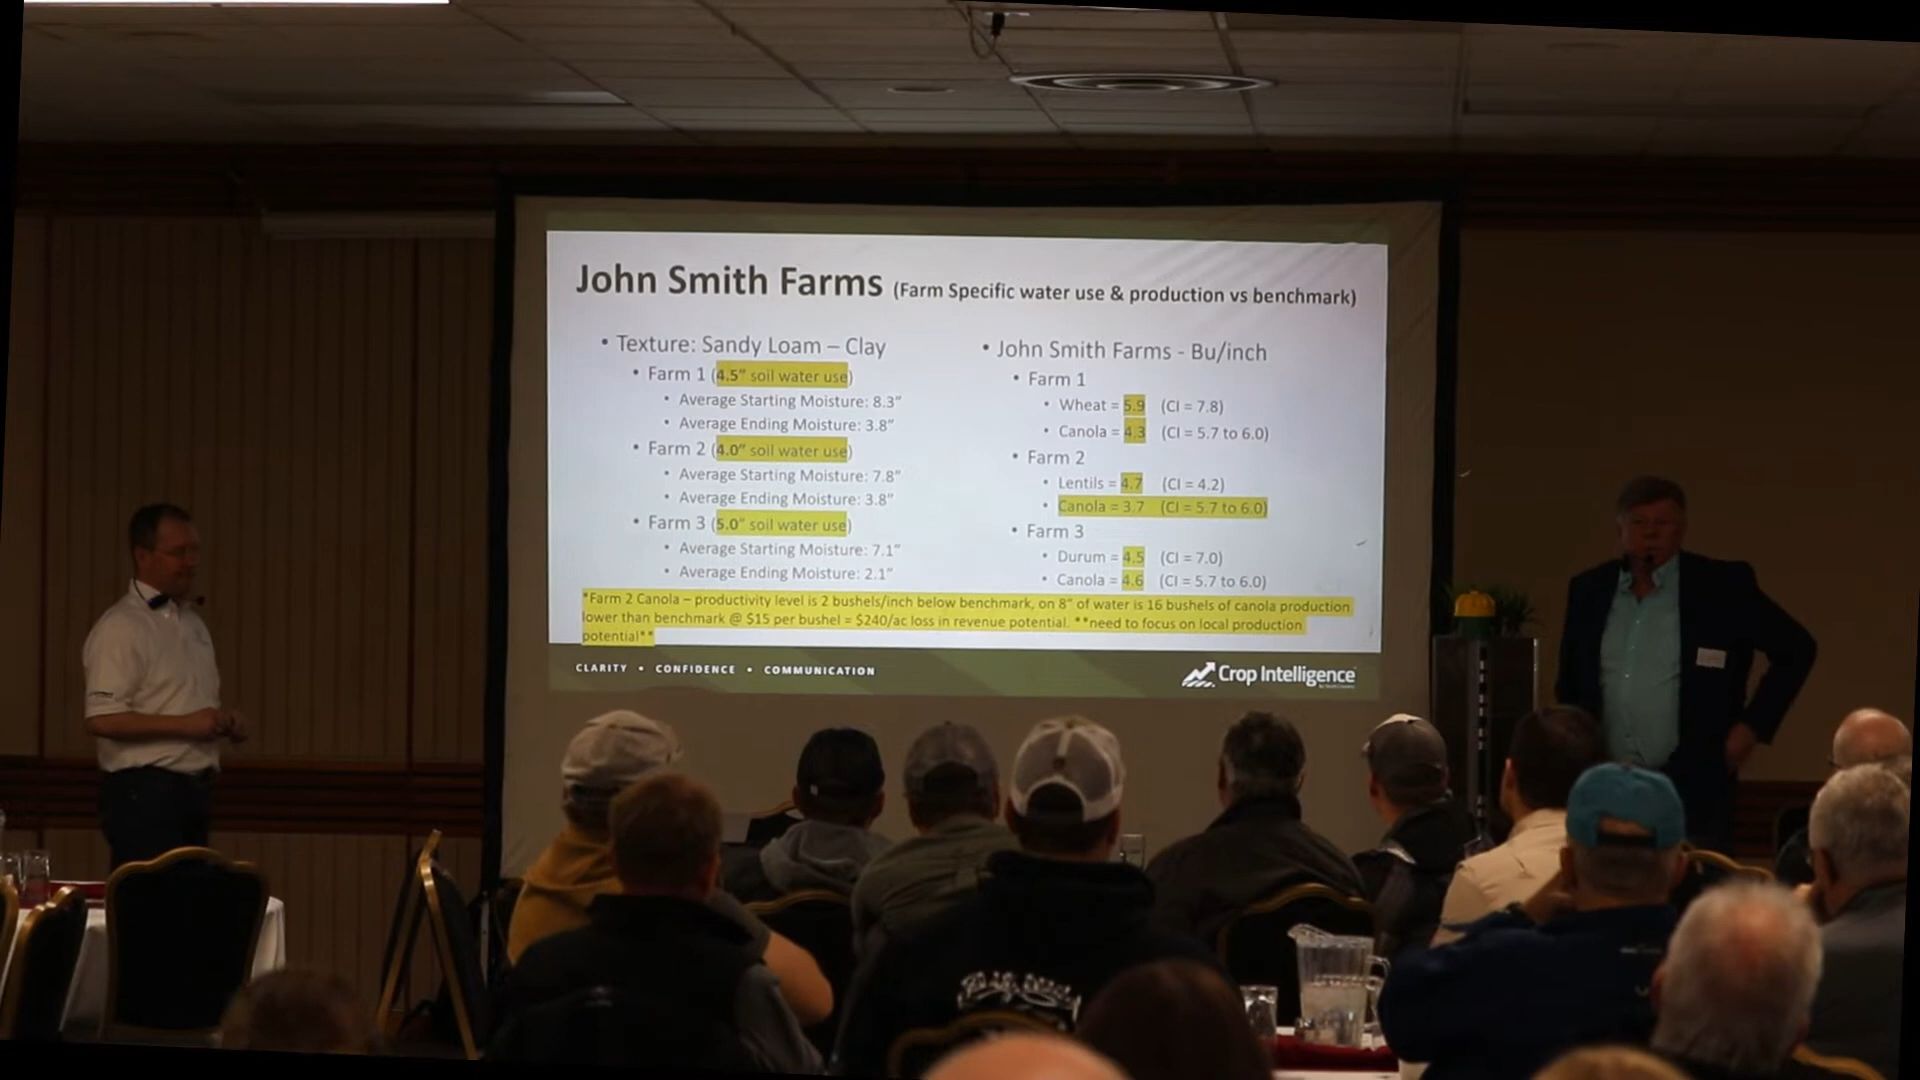 John Smith Farms (Farm Specific water use & production vs benchmark)
• Texture: Sandy Loam – Clay
• Farm 1 (4.5" soil water use)
• Average Starting Moisture: 8.3"
• Average Ending Moisture: 3.8"
• Farm 2 (4.0" soil water use)
• Average Starting Moisture: 7.8"
• Average Ending Moisture: 3.8"
• Farm 3 (5.0" soil water use)
• Average Starting Moisture: 7.1"
• Average Ending Moisture: 2.1"
• John Smith Farms - Bu/inch
• Farm 1
• Wheat = 5.9 (CI = 7.8)
• Canola = 4.3 (CI = 5.7 to 6.0)
• Farm 2
• Lentils = 4.7 (CI = 4.2)
• Canola = 3.7 (CI = 5.7 to 6.0)
• Farm 3
• Durum = 4.5 (CI = 7.0)
• Canola = 4.6 (CI = 5.7 to 6.0)
*Farm 2 Canola – productivity level is 2 bushels/inch below benchmark, on 8" of water is 16 bushels of canola production
lower than benchmark @ $15 per bushel = $240/ac loss in revenue potential. **need to focus on local production
potential**
CLARITY • CONFIDENCE • COMMUNICATION
Crop Intelligence